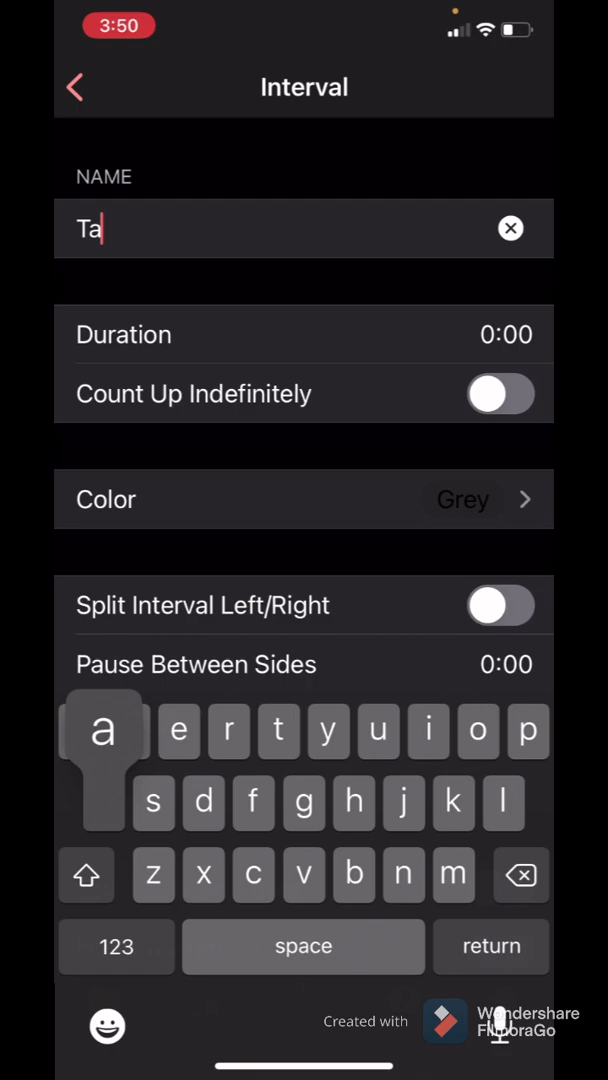 3:50
Interval
NAME
Ta
Duration 0:00
Count Up Indefinitely
Color Grey
Split Interval Left/Right
Pause Between Sides 0:00
a e r t y u i o p
s d f g h j k l
z x c v b n m
123 space return
Created with Wondershare
FilmoraGo